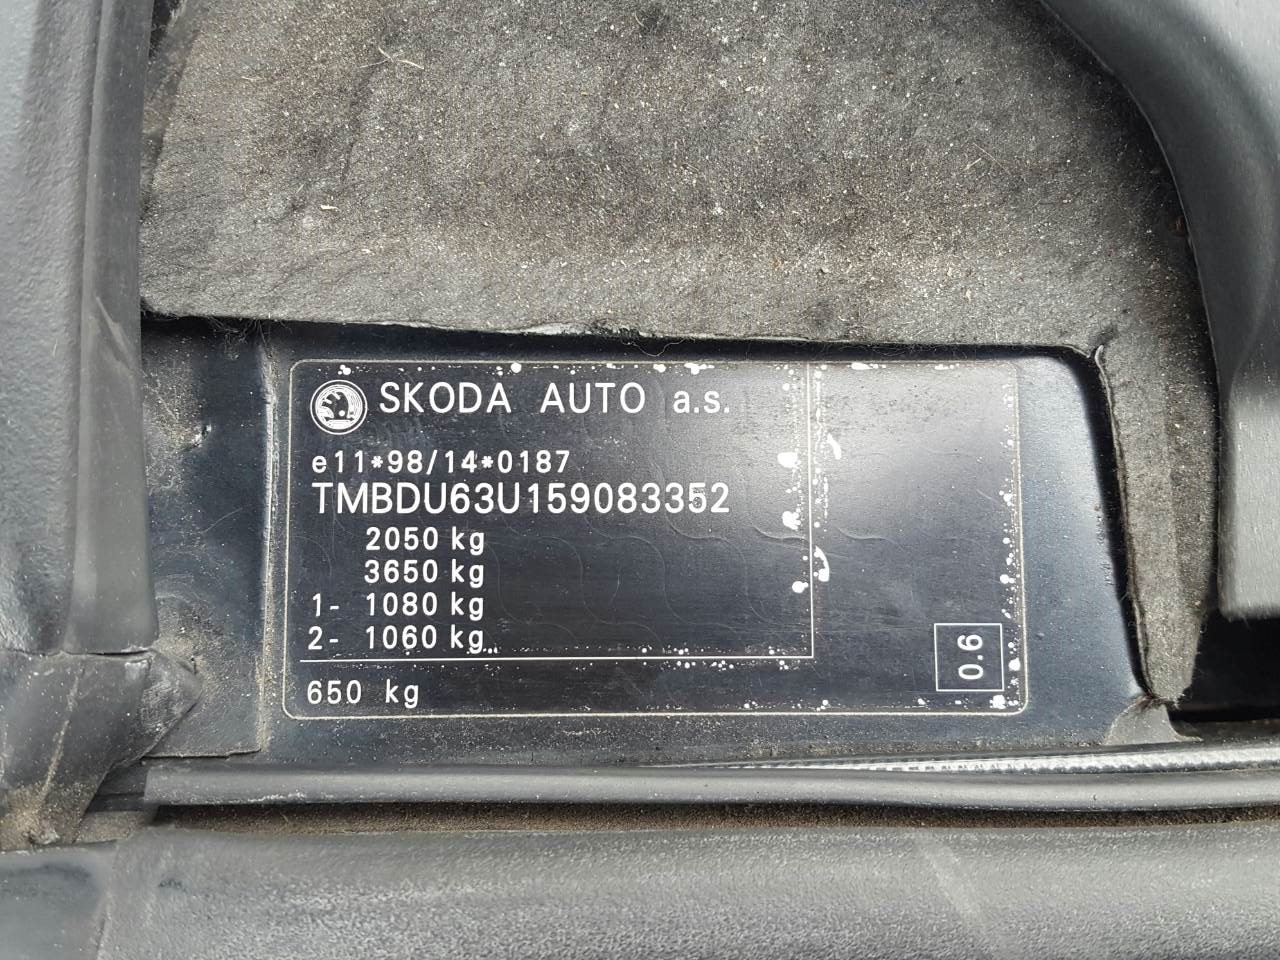 SKODA AUTO a.s.
e11*98/14*0187
TMBDU63U159083352
2050 kg
3650 kg
1- 1080 kg
2- 1060 kg
650 kg
0.6